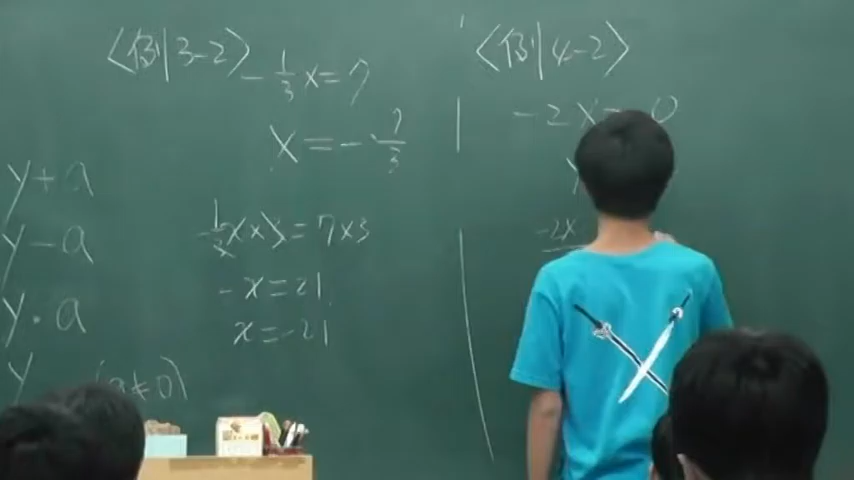 y+a
y-a
y·a
y (a≠0)
〈例|3-2〉
-1/3x=7
x=-7/3
-1/3x×3=7×3
-x=21
x=-21
〈例|4-2〉
-2x=0
-2x